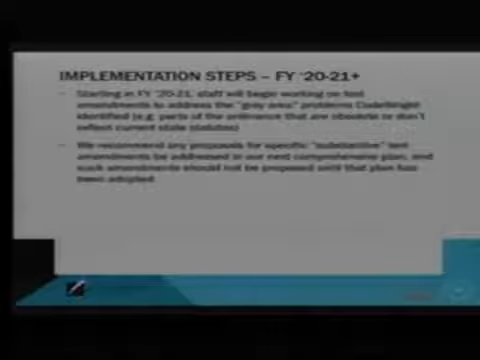 IMPLEMENTATION STEPS – FY '20-21+
- Starting in FY '20-21, staff will begin working on text
amendments to address the "gray area" problems CodeWright
identified (e.g. parts of the ordinance that are obsolete or don't
reflect current state statutes)
- We recommend any proposals for specific "substantive" text
amendments be addressed in our next comprehensive plan, and
such amendments should not be proposed until that plan has
been adopted